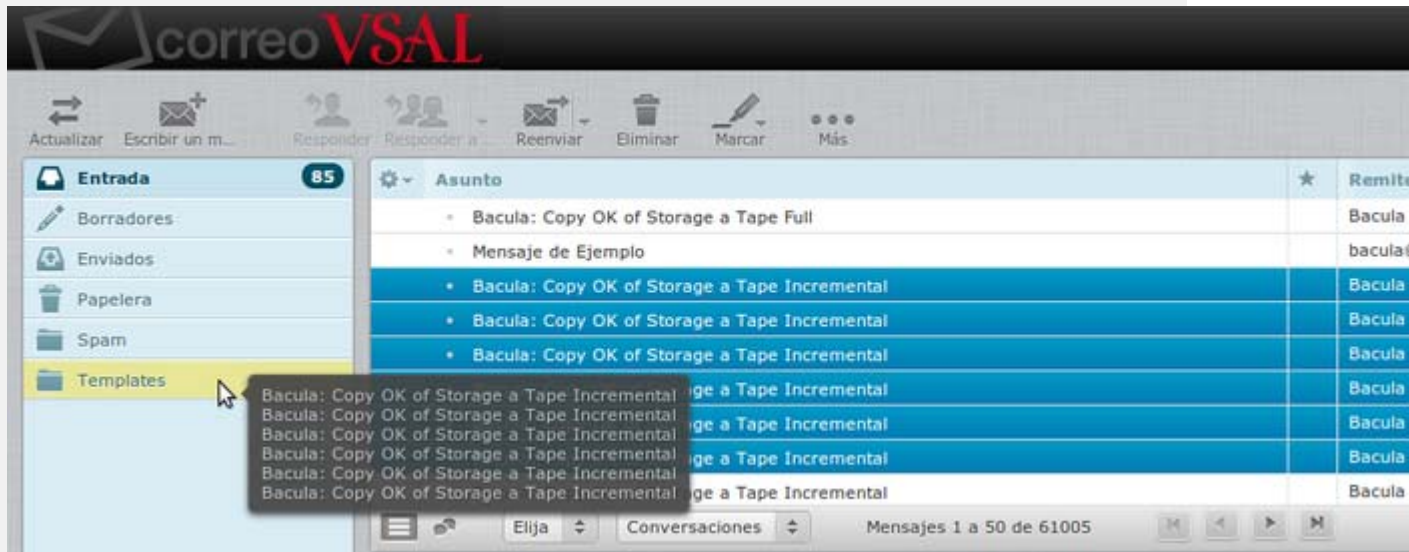 correo VSAL
Actualizar Escribir un m... Responder Responder a ... Reenviar Eliminar Marcar Más
Entrada 85
Borradores
Enviados
Papelera
Spam
Templates
Asunto Remite
Bacula: Copy OK of Storage a Tape Full Bacula
Mensaje de Ejemplo bacula
Bacula: Copy OK of Storage a Tape Incremental Bacula
Bacula: Copy OK of Storage a Tape Incremental Bacula
Bacula: Copy OK of Storage a Tape Incremental Bacula
ge a Tape Incremental Bacula
ge a Tape Incremental Bacula
ge a Tape Incremental Bacula
ge a Tape Incremental Bacula
Bacula: Copy OK of Storage a Tape Incremental
Bacula: Copy OK of Storage a Tape Incremental
Bacula: Copy OK of Storage a Tape Incremental
Bacula: Copy OK of Storage a Tape Incremental
Bacula: Copy OK of Storage a Tape Incremental
Bacula: Copy OK of Storage a Tape Incremental
Elija Conversaciones Mensajes 1 a 50 de 61005